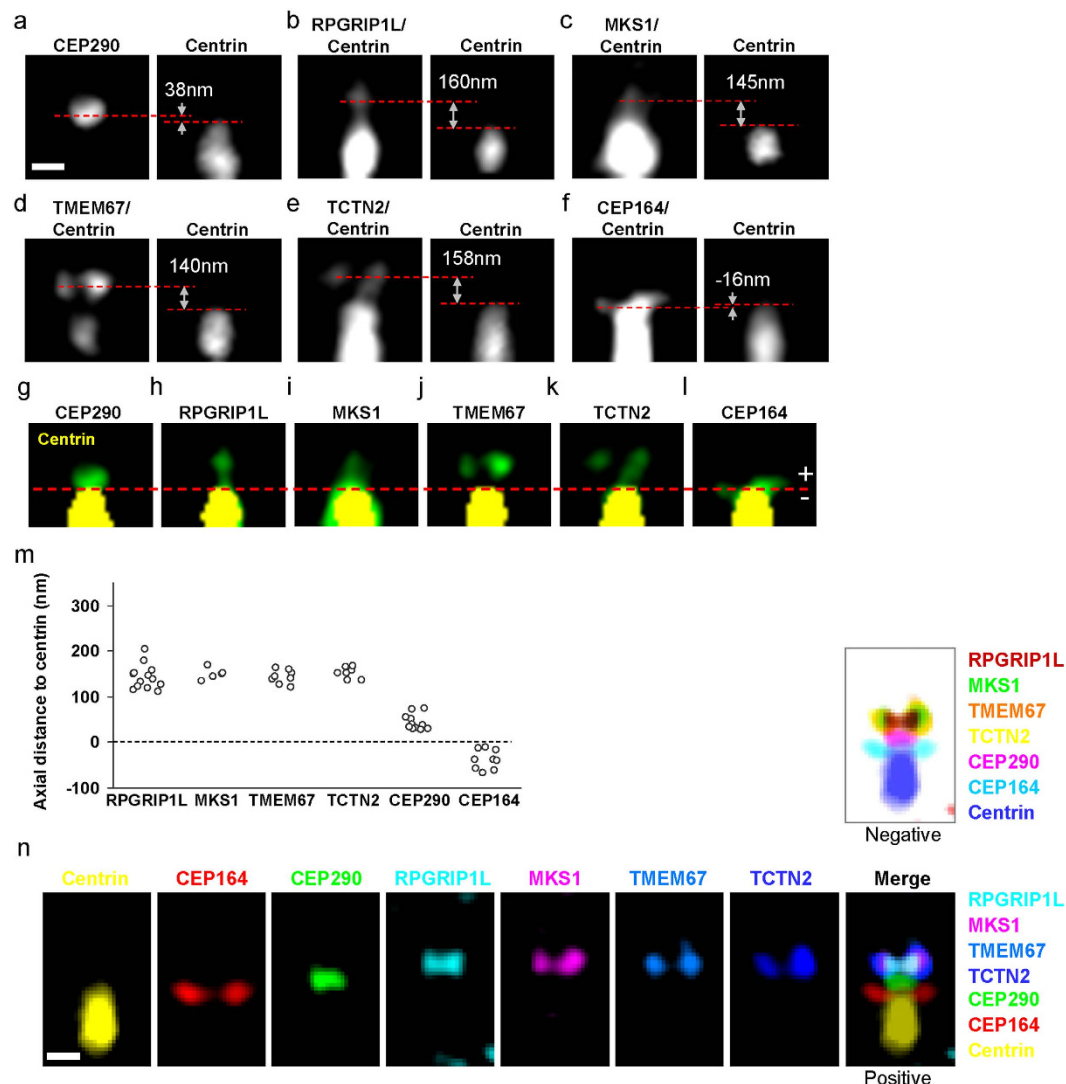 a
CEP290
Centrin
38nm
b
RPGRIP1L/
Centrin
Centrin
160nm
c
MKS1/
Centrin
Centrin
145nm
d
TMEM67/
Centrin
Centrin
140nm
e
TCTN2/
Centrin
Centrin
158nm
f
CEP164/
Centrin
Centrin
-16nm
g
CEP290
Centrin
h
RPGRIP1L
i
MKS1
j
TMEM67
k
TCTN2
l
CEP164
+
-
m
Axial distance to centrin (nm)
300
200
100
0
-100
RPGRIP1L MKS1 TMEM67 TCTN2 CEP290 CEP164
RPGRIP1L
MKS1
TMEM67
TCTN2
CEP290
CEP164
Centrin
Negative
n
Centrin CEP164 CEP290 RPGRIP1L MKS1 TMEM67 TCTN2 Merge
RPGRIP1L
MKS1
TMEM67
TCTN2
CEP290
CEP164
Centrin
Positive